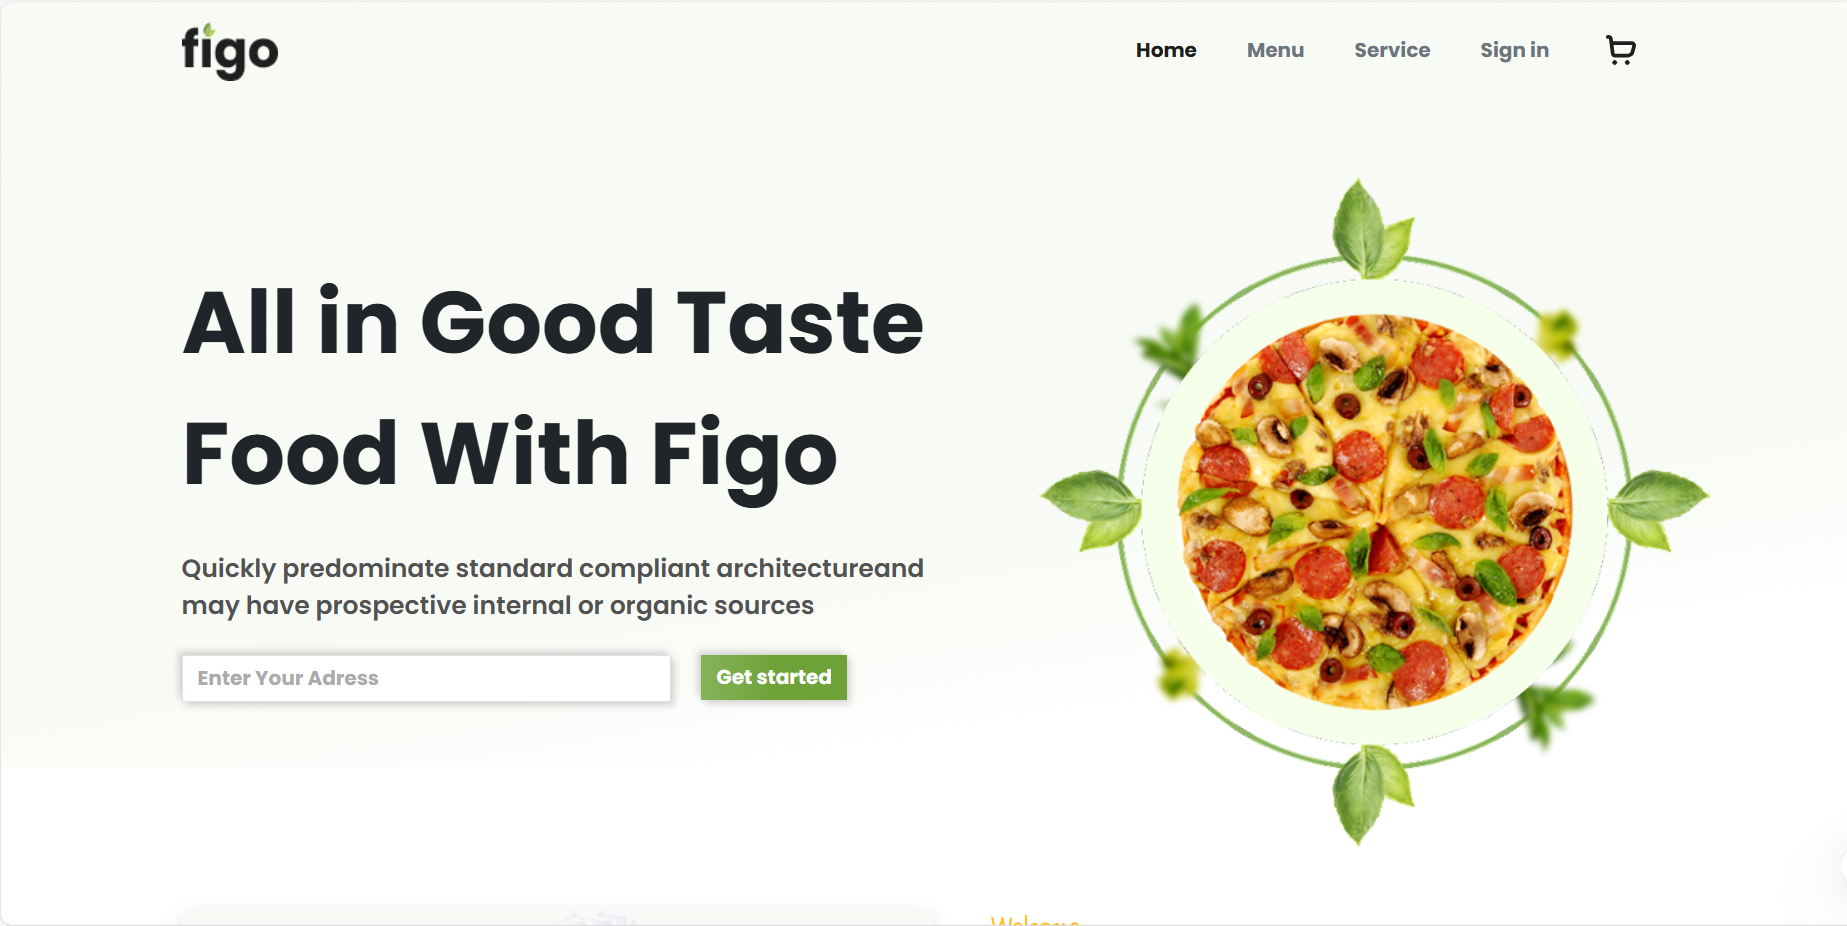 figo
Home Menu Service Sign in
All in Good Taste
Food With Figo
Quickly predominate standard compliant architectureand
may have prospective internal or organic sources
Enter Your Adress
Get started
Welcome